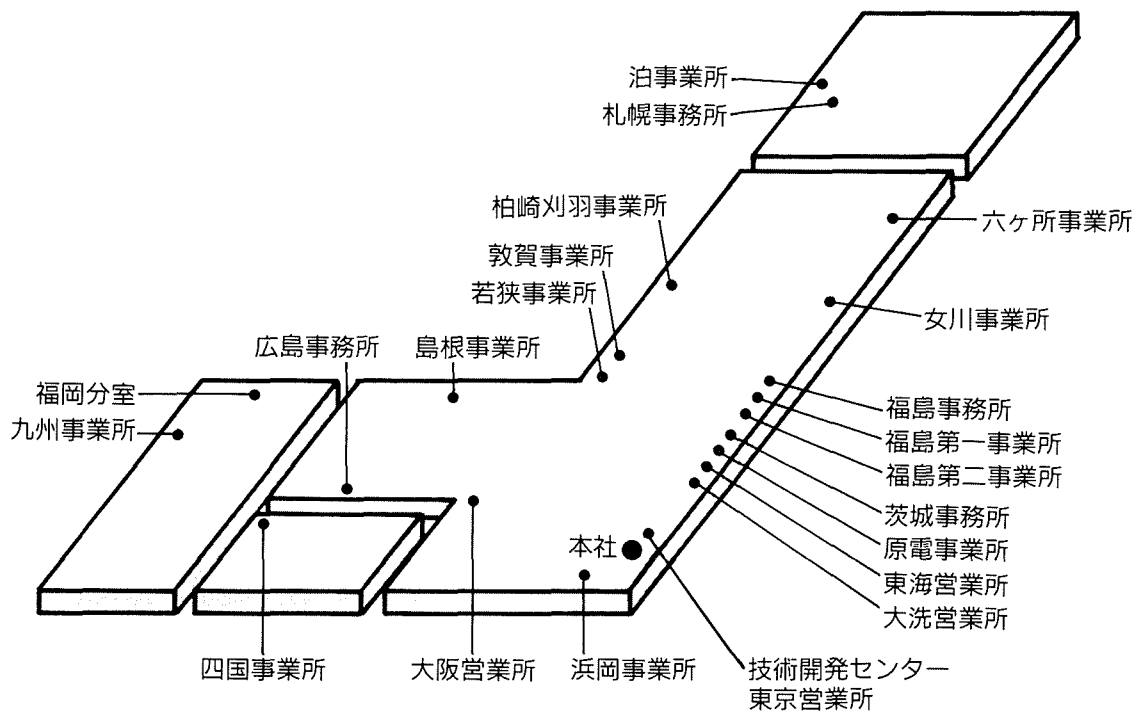 泊事業所
札幌事務所
柏崎刈羽事業所
六ヶ所事業所
敦賀事業所
若狭事業所
女川事業所
広島事務所
島根事業所
福岡分室
九州事業所
福島事務所
福島第一事業所
福島第二事業所
茨城事務所
原電事業所
東海営業所
大洗営業所
本社
四国事業所
大阪営業所
浜岡事業所
技術開発センター
東京営業所